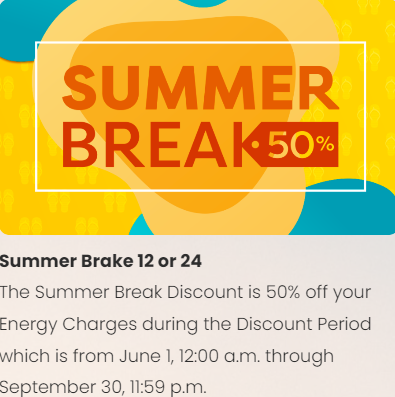 SUMMER
BREAK 50%
Summer Brake 12 or 24
The Summer Break Discount is 50% off your
Energy Charges during the Discount Period
which is from June 1, 12:00 a.m. through
September 30, 11:59 p.m.